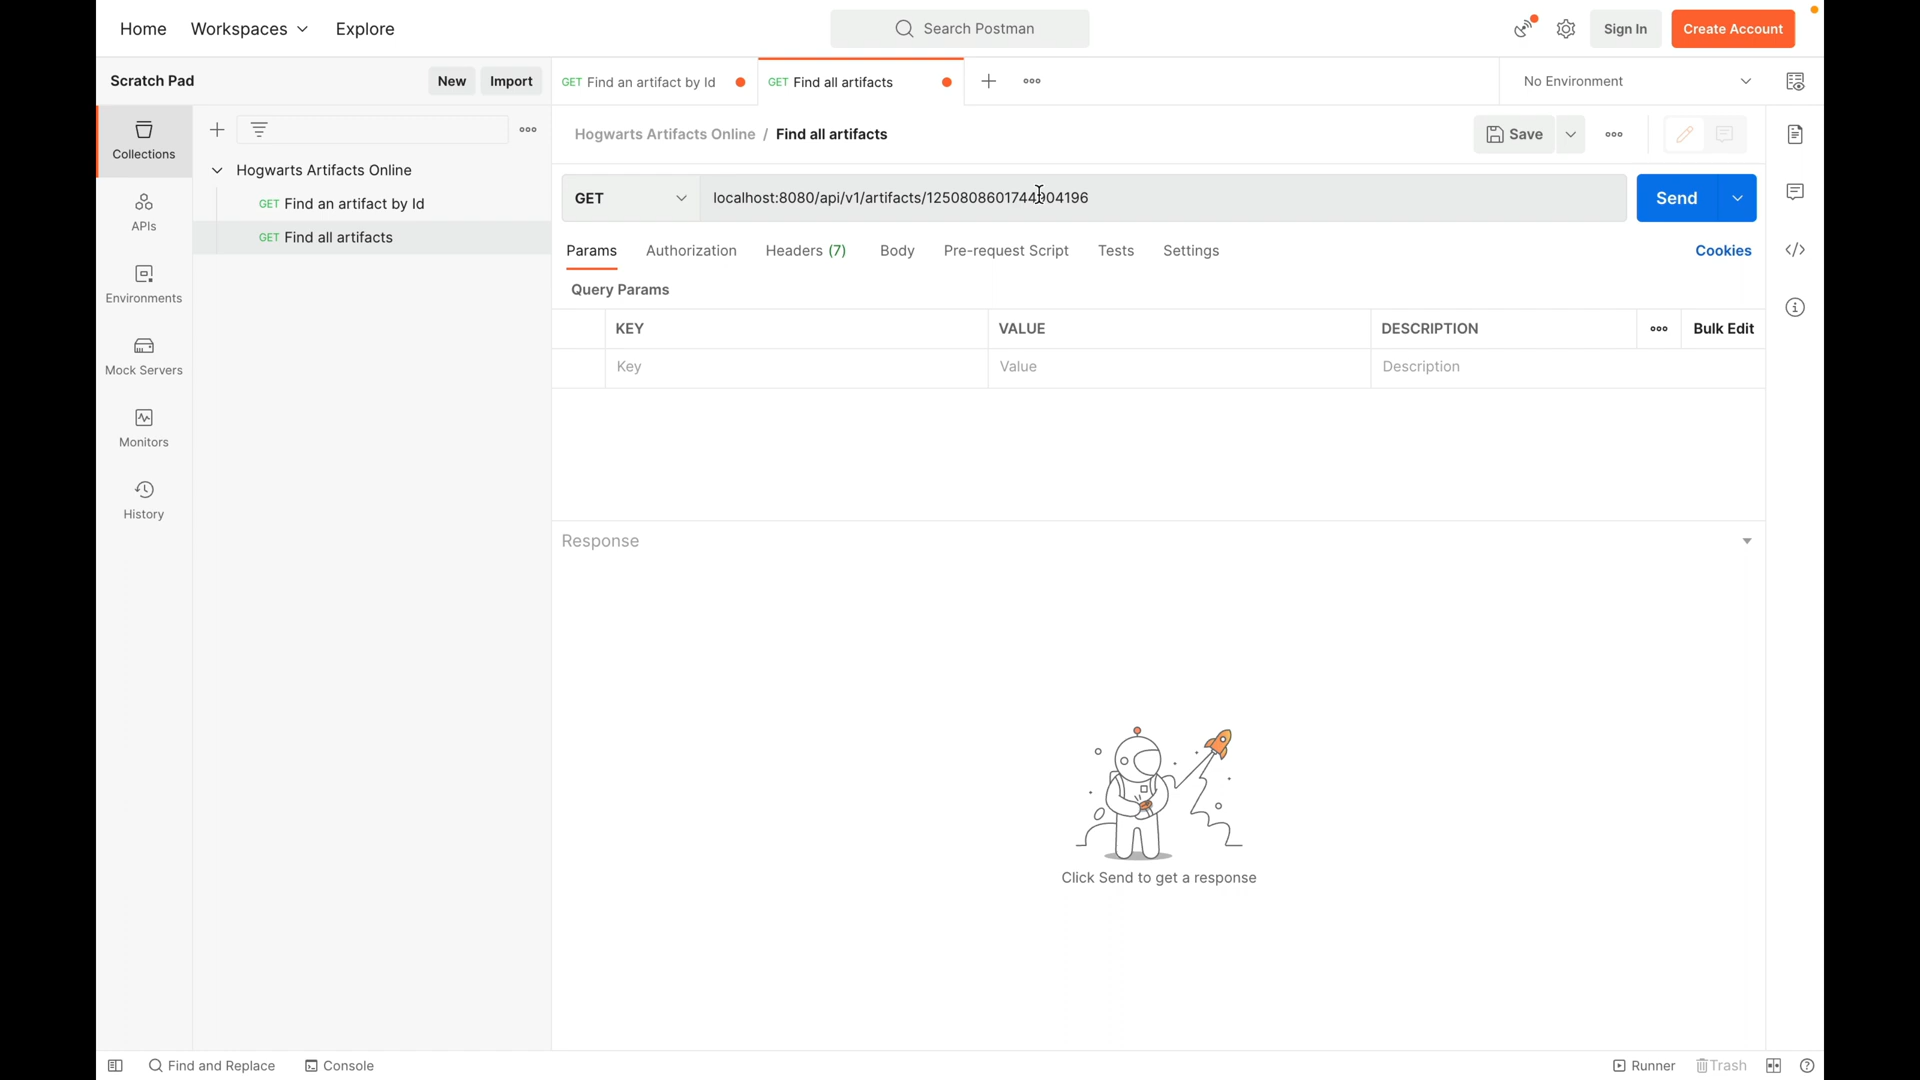 Home Workspaces Explore Search Postman Sign In Create Account
Scratch Pad New Import GET Find an artifact by Id GET Find all artifacts No Environment
Hogwarts Artifacts Online / Find all artifacts Save
Collections
Hogwarts Artifacts Online
GET Find an artifact by Id
GET Find all artifacts
APIs
Environments
Mock Servers
Monitors
History
GET localhost:8080/api/v1/artifacts/1250808601744904196 Send
Params Authorization Headers (7) Body Pre-request Script Tests Settings Cookies
Query Params
KEY VALUE DESCRIPTION Bulk Edit
Key Value Description
Response
Click Send to get a response
Find and Replace Console Runner Trash